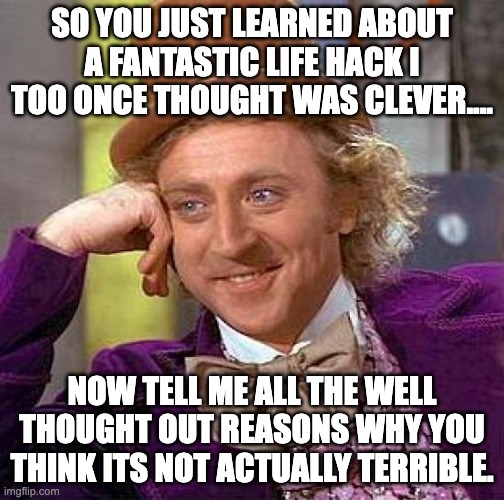 SO YOU JUST LEARNED ABOUT
A FANTASTIC LIFE HACK I
TOO ONCE THOUGHT WAS CLEVER....
NOW TELL ME ALL THE WELL
THOUGHT OUT REASONS WHY YOU
THINK ITS NOT ACTUALLY TERRIBLE.
imgflip.com